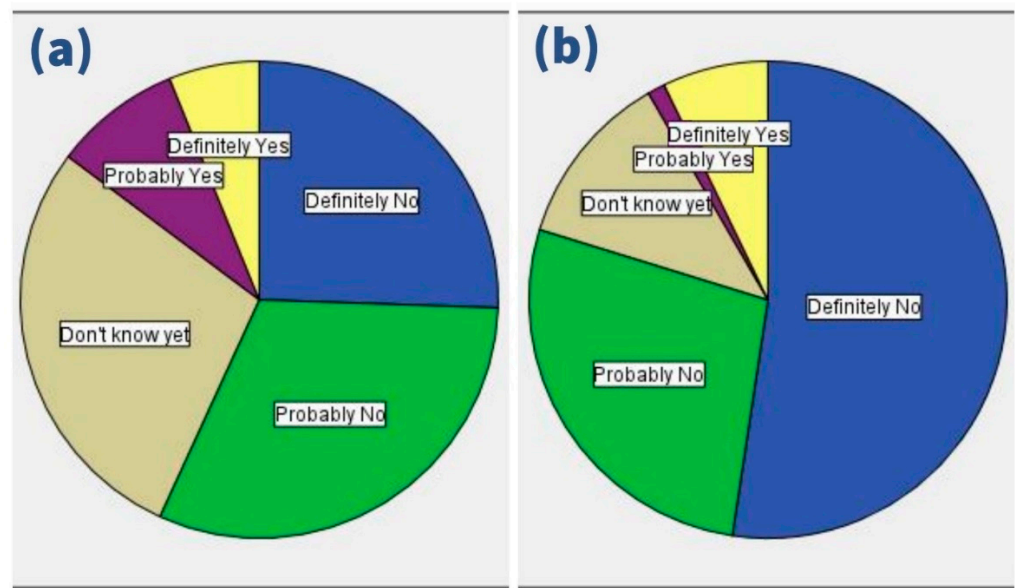 (a)
Definitely Yes
Probably Yes
Definitely No
Don't know yet
Probably No
(b)
Definitely Yes
Probably Yes
Don't know yet
Definitely No
Probably No